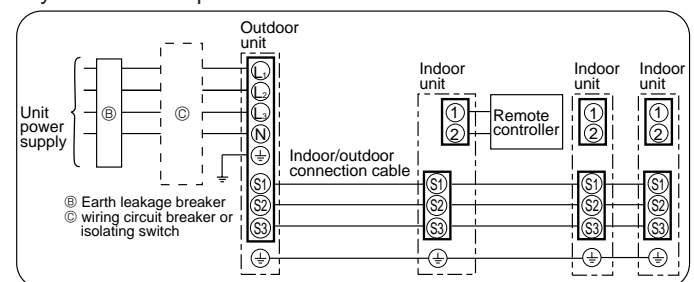 Outdoor
unit
Unit
power
supply
Ⓑ
Ⓒ
L1
L2
L3
N
Indoor/outdoor
connection cable
Indoor
unit
1
2
Remote
controller
Indoor
unit
1
2
Indoor
unit
1
2
S1
S2
S3
S1
S2
S3
S1
S2
S3
S1
S2
S3
Ⓑ Earth leakage breaker
Ⓒ wiring circuit breaker or
isolating switch